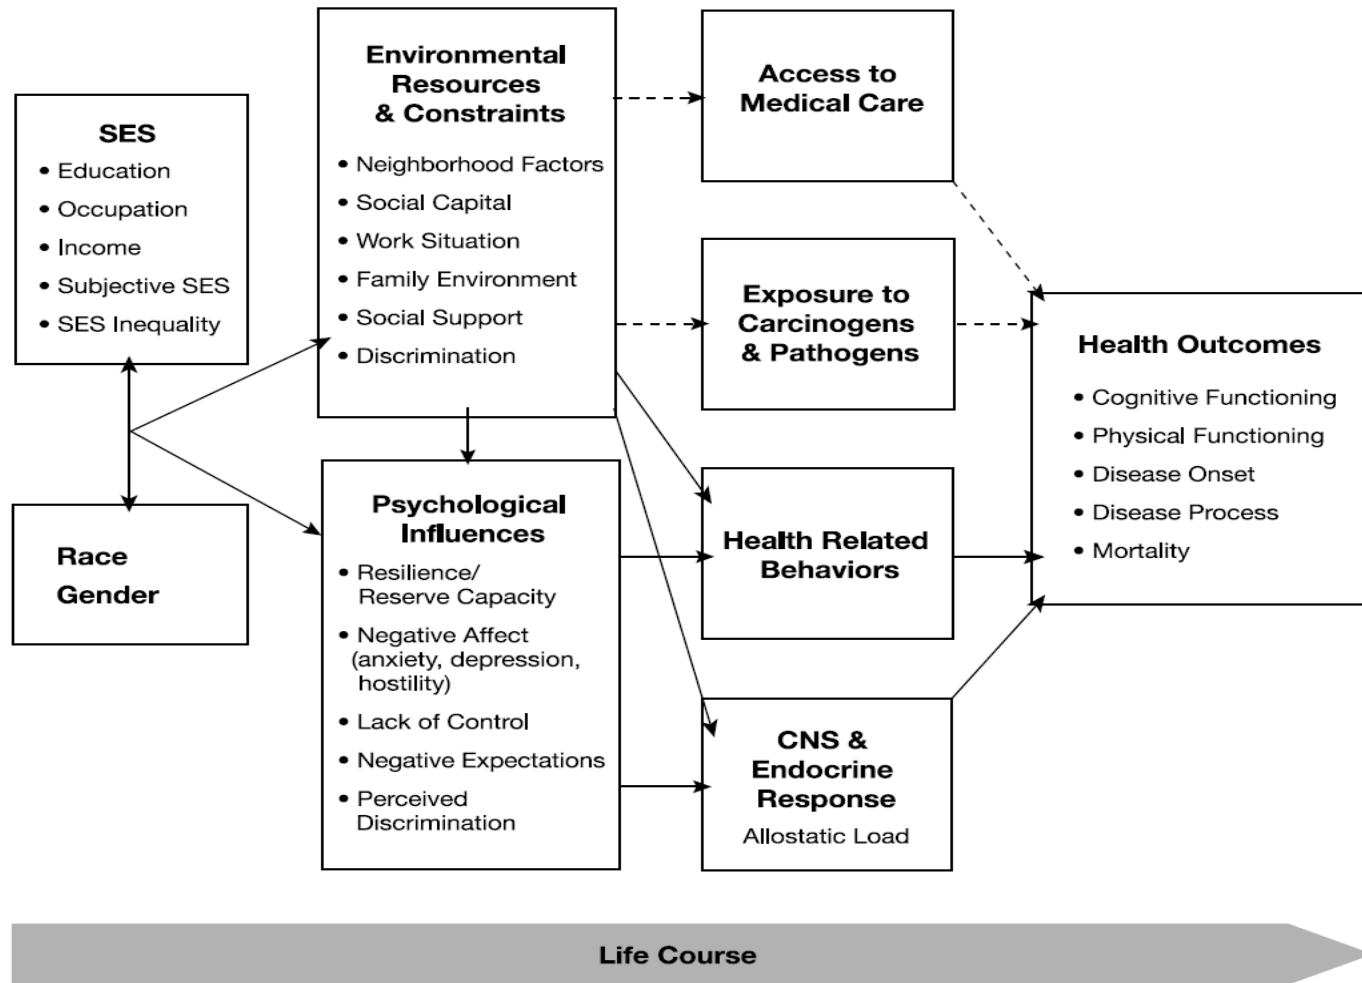 SES
• Education
• Occupation
• Income
• Subjective SES
• SES Inequality
Race
Gender
Environmental
Resources
& Constraints
• Neighborhood Factors
• Social Capital
• Work Situation
• Family Environment
• Social Support
• Discrimination
Psychological
Influences
• Resilience/
Reserve Capacity
• Negative Affect
(anxiety, depression,
hostility)
• Lack of Control
• Negative Expectations
• Perceived
Discrimination
Access to
Medical Care
Exposure to
Carcinogens
& Pathogens
Health Related
Behaviors
CNS &
Endocrine
Response
Allostatic Load
Health Outcomes
• Cognitive Functioning
• Physical Functioning
• Disease Onset
• Disease Process
• Mortality
Life Course